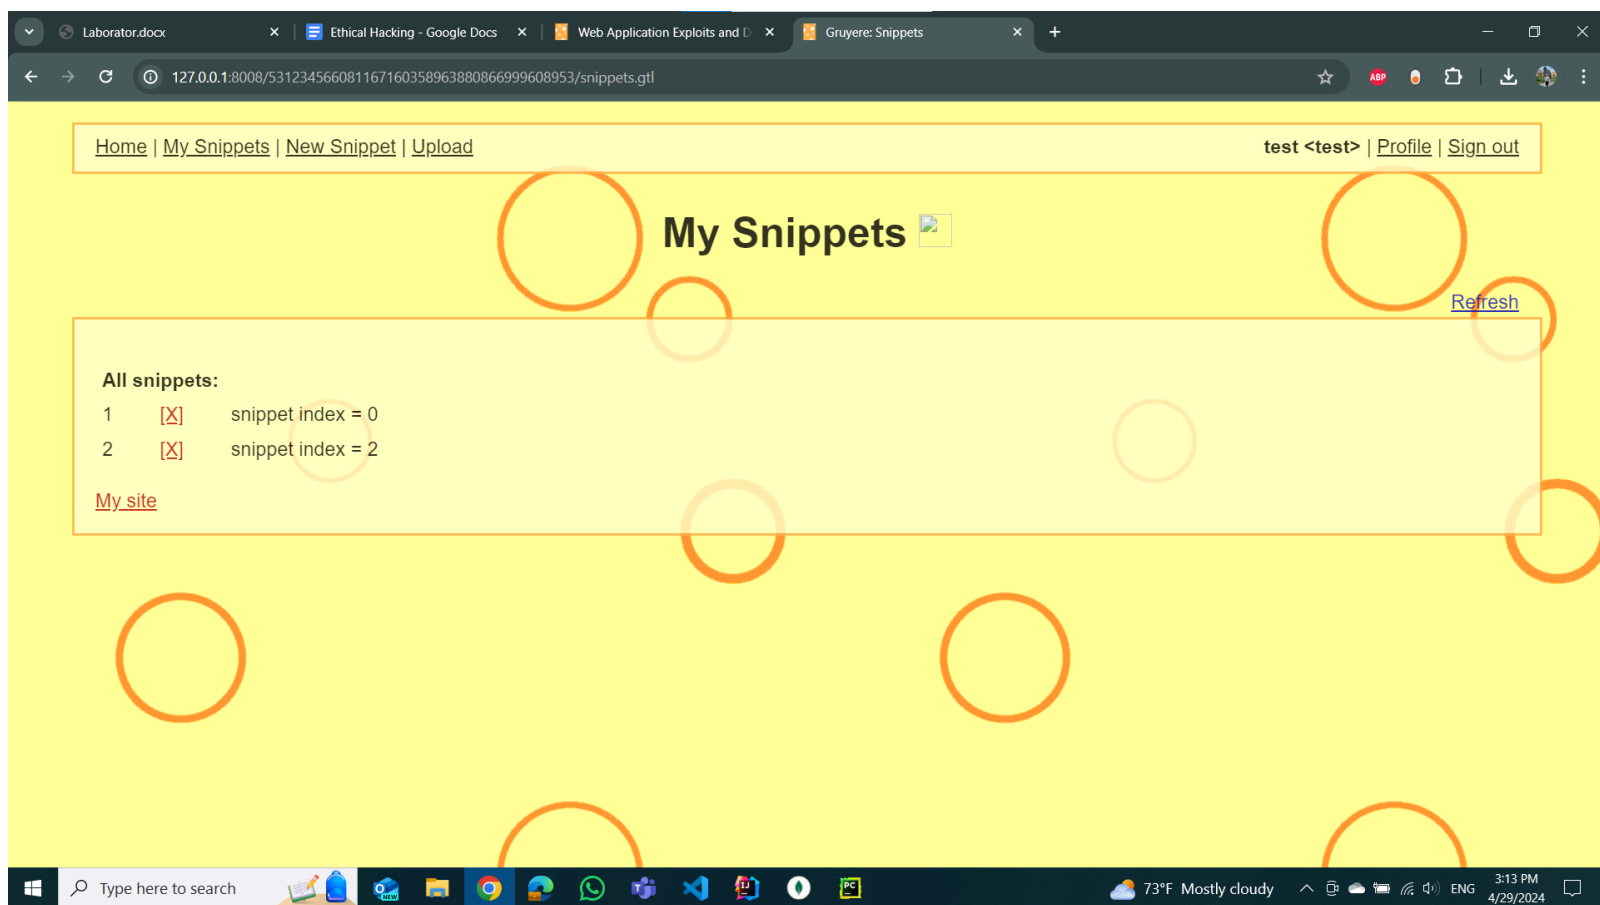 Laborator.docx
Ethical Hacking - Google Docs
Web Application Exploits and D
Gruyere: Snippets
127.0.0.1:8008/531234566081167160358963880866999608953/snippets.gtl
ABP
Home | My Snippets | New Snippet | Upload
test <test> | Profile | Sign out
My Snippets
Refresh
All snippets:
1 [X] snippet index = 0
2 [X] snippet index = 2
My site
Type here to search
NEW
PC
73°F Mostly cloudy
ENG
3:13 PM
4/29/2024